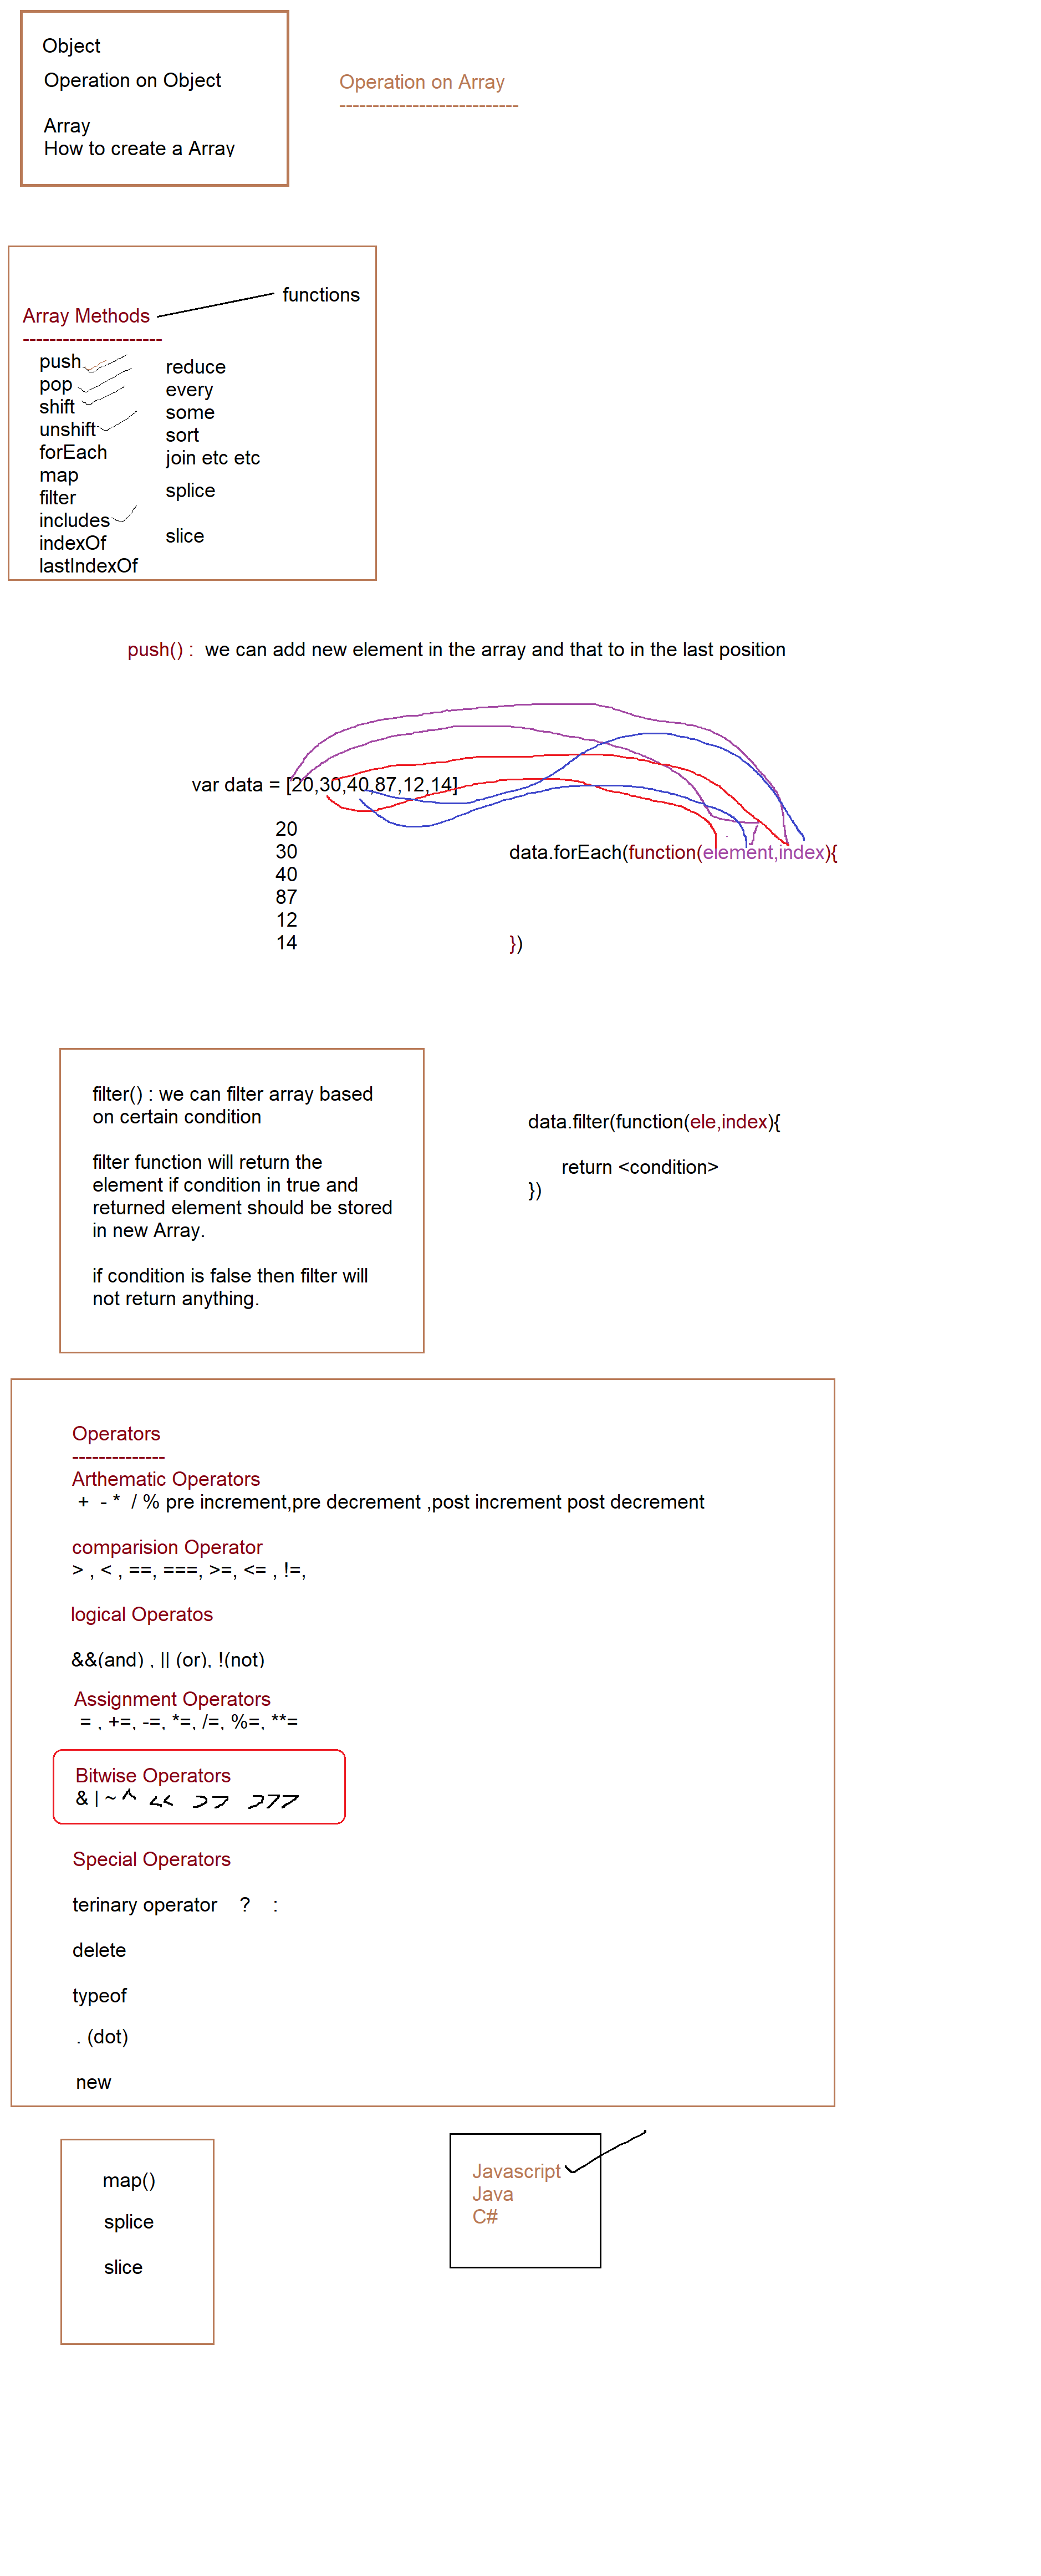 Object
Operation on Object
Array
How to create a Array
Operation on Array
---------------------------
functions
Array Methods
---------------------
push
pop
shift
unshift
forEach
map
filter
includes
indexOf
lastIndexOf
reduce
every
some
sort
join etc etc
splice
slice
push() : we can add new element in the array and that to in the last position
var data = [20,30,40,87,12,14]
20
30
40
87
12
14
data.forEach(function(element,index){
})
filter() : we can filter array based
on certain condition
filter function will return the
element if condition in true and
returned element should be stored
in new Array.
if condition is false then filter will
not return anything.
data.filter(function(ele,index){
return <condition>
})
Operators
--------------
Arthematic Operators
+ - * / % pre increment,pre decrement ,post increment post decrement
comparision Operator
> , < , ==, ===, >=, <= , !=,
logical Operatos
&&(and) , || (or), !(not)
Assignment Operators
= , +=, -=, *=, /=, %=, **=
Bitwise Operators
& | ~ ^ << >> >>>
Special Operators
terinary operator ? :
delete
typeof
. (dot)
new
map()
splice
slice
Javascript
Java
C#